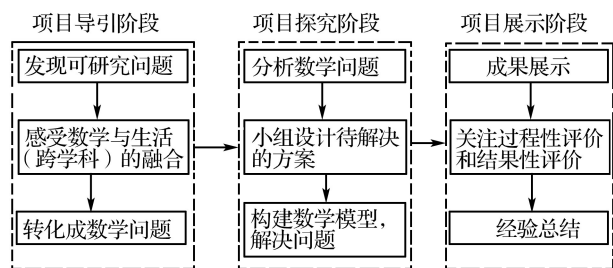 项目导引阶段
发现可研究问题
感受数学与生活
（跨学科）的融合
转化成数学问题
项目探究阶段
分析数学问题
小组设计待解决
的方案
构建数学模型，
解决问题
项目展示阶段
成果展示
关注过程性评价
和结果性评价
经验总结